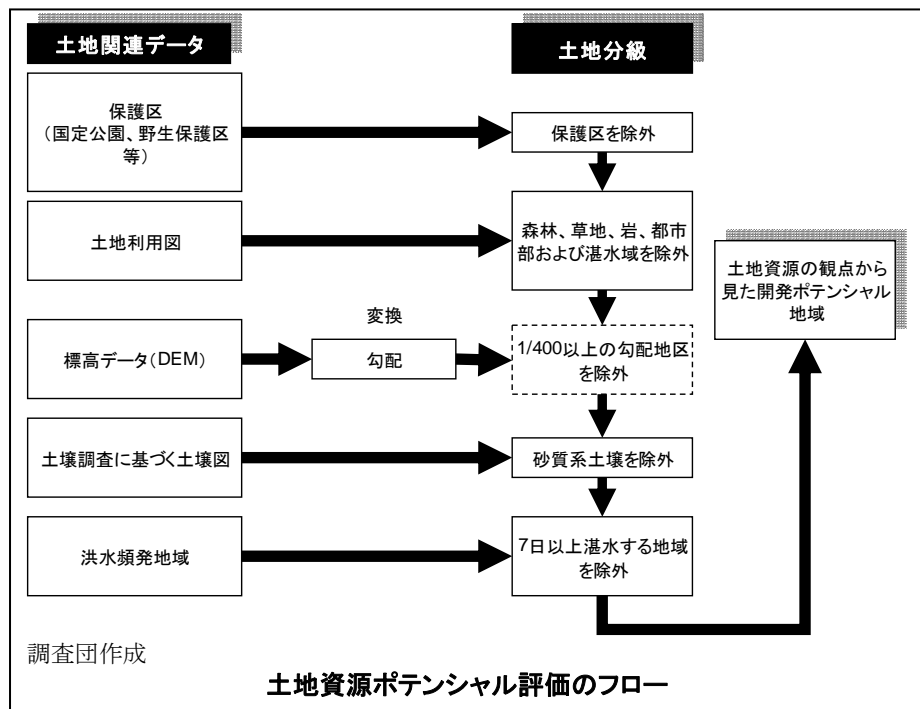 土地関連データ
土地分級
保護区
(国定公園、野生保護区
等)
保護区を除外
土地利用図
森林、草地、岩、都市
部および湛水域を除外
土地資源の観点から
見た開発ポテンシャル
地域
変換
標高データ(DEM)
勾配
1/400以上の勾配地区
を除外
土壌調査に基づく土壌図
砂質系土壌を除外
洪水頻発地域
7日以上湛水する地域
を除外
調査団作成
土地資源ポテンシャル評価のフロー